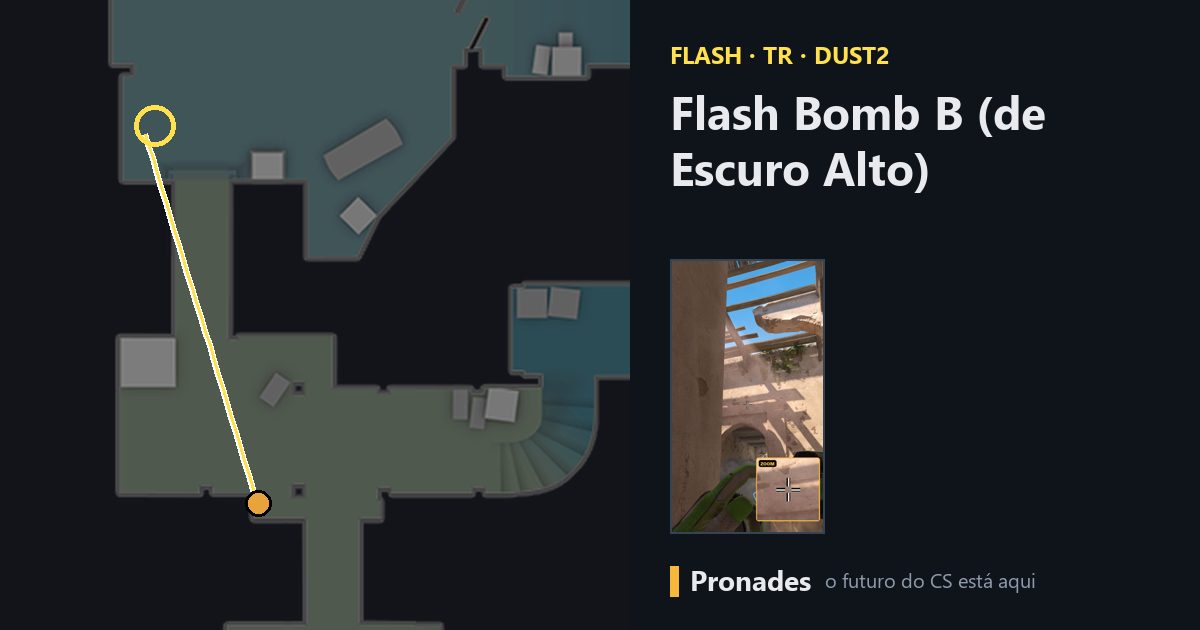 FLASH · TR · DUST2
Flash Bomb B (de
Escuro Alto)
ZOOM
Pronades o futuro do CS está aqui